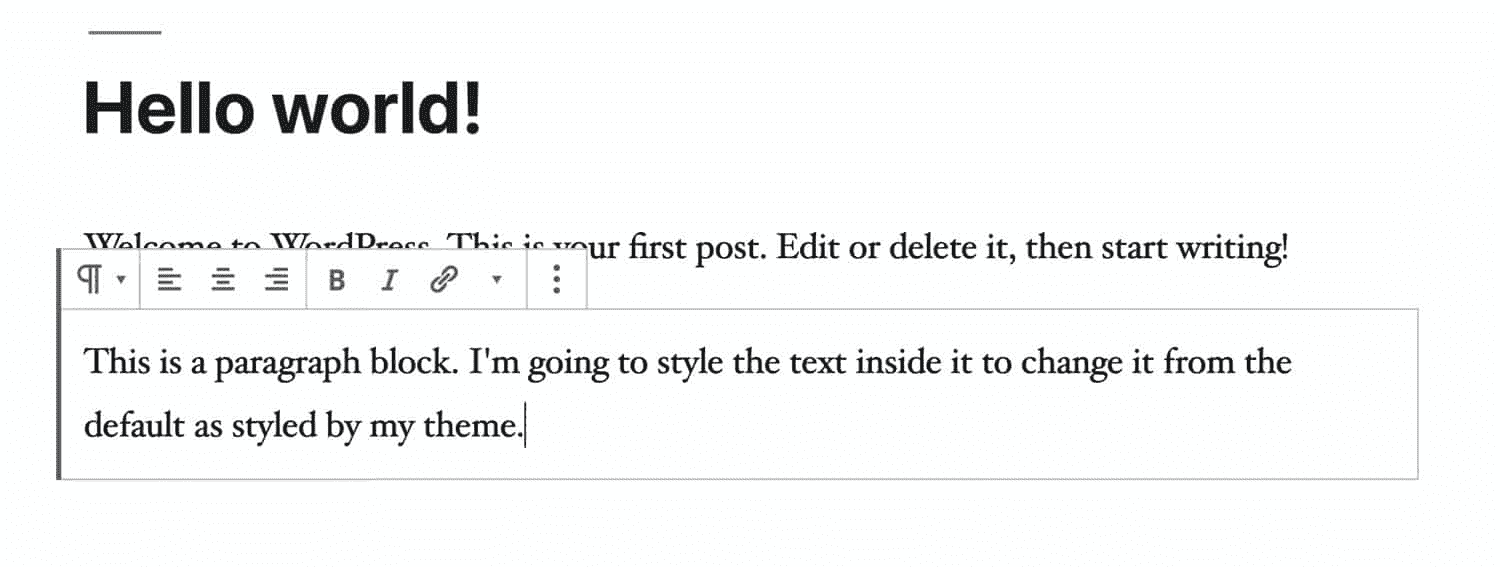 Hello world!
Welcome to WordPress. This is your first post. Edit or delete it, then start writing!
B I
This is a paragraph block. I'm going to style the text inside it to change it from the
default as styled by my theme.